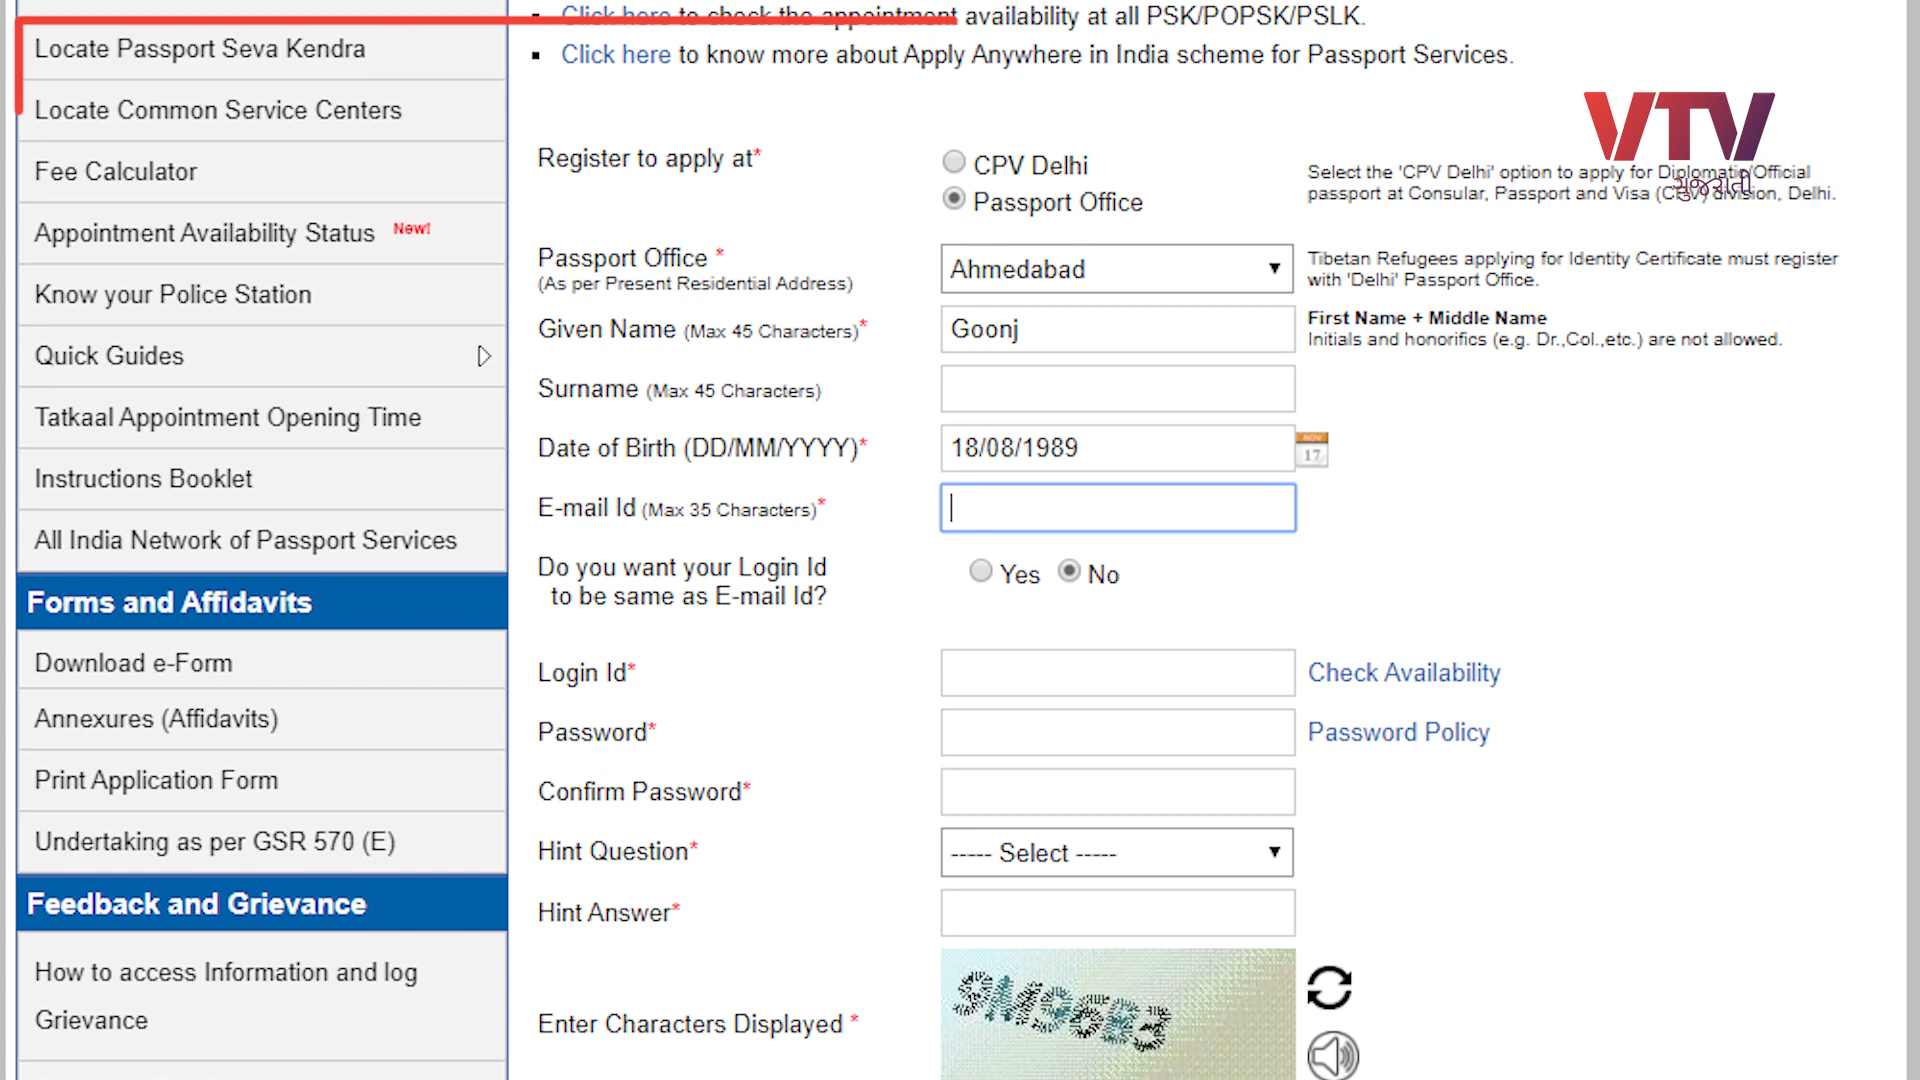 Click here to check the appointment availability at all PSK/POPSK/PSLK.
Click here to know more about Apply Anywhere in India scheme for Passport Services.
Locate Passport Seva Kendra
Locate Common Service Centers
Fee Calculator
Appointment Availability Status New!
Know your Police Station
Quick Guides
Tatkaal Appointment Opening Time
Instructions Booklet
All India Network of Passport Services
Forms and Affidavits
Download e-Form
Annexures (Affidavits)
Print Application Form
Undertaking as per GSR 570 (E)
Feedback and Grievance
How to access Information and log
Grievance
VTV
ગુજરાતી
Register to apply at*
CPV Delhi
Passport Office
Select the 'CPV Delhi' option to apply for Diplomatic/Official
passport at Consular, Passport and Visa (CPV) division, Delhi.
Passport Office *
(As per Present Residential Address)
Ahmedabad
Tibetan Refugees applying for Identity Certificate must register
with 'Delhi' Passport Office.
Given Name (Max 45 Characters)*
Goonj
First Name + Middle Name
Initials and honorifics (e.g. Dr.,Col.,etc.) are not allowed.
Surname (Max 45 Characters)
Date of Birth (DD/MM/YYYY)*
18/08/1989
NOV
17
E-mail Id (Max 35 Characters)*
Do you want your Login Id
to be same as E-mail Id?
Yes No
Login Id*
Check Availability
Password*
Password Policy
Confirm Password*
Hint Question*
----- Select -----
Hint Answer*
Enter Characters Displayed *